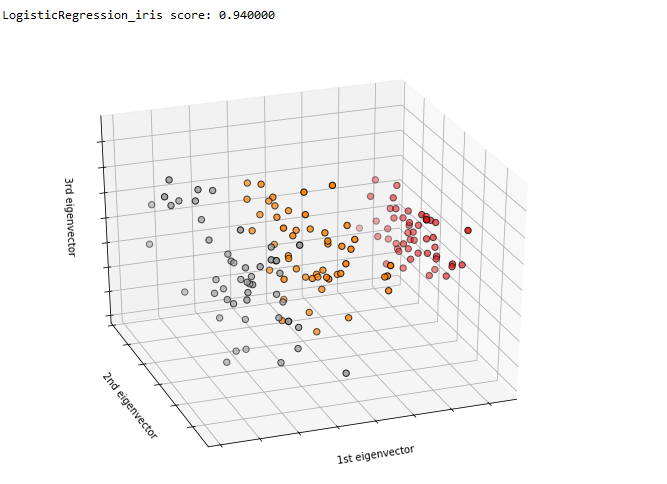 LogisticRegression_iris score: 0.940000
3rd eigenvector
2nd eigenvector
1st eigenvector